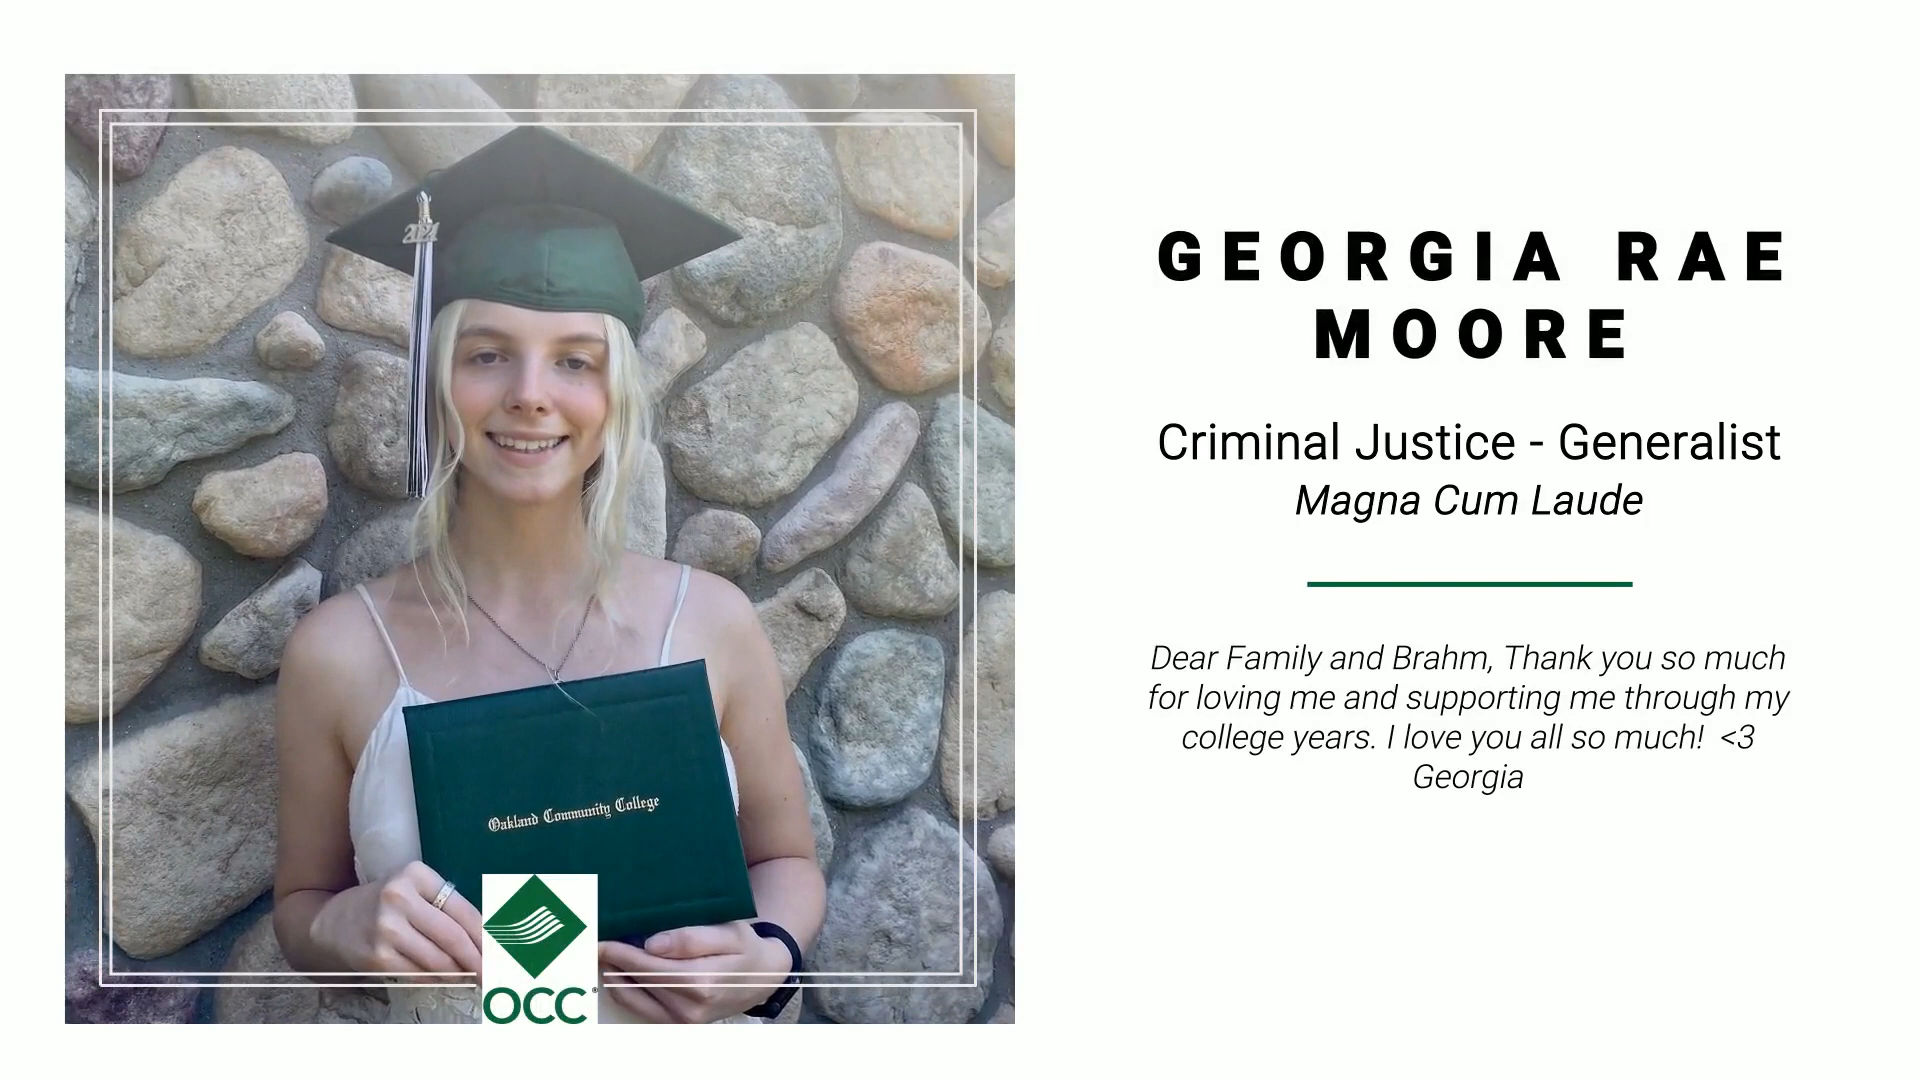 2021
Oakland Community College
OCC®
GEORGIA RAE
MOORE
Criminal Justice - Generalist
Magna Cum Laude
Dear Family and Brahm, Thank you so much
for loving me and supporting me through my
college years. I love you all so much!  <3
Georgia